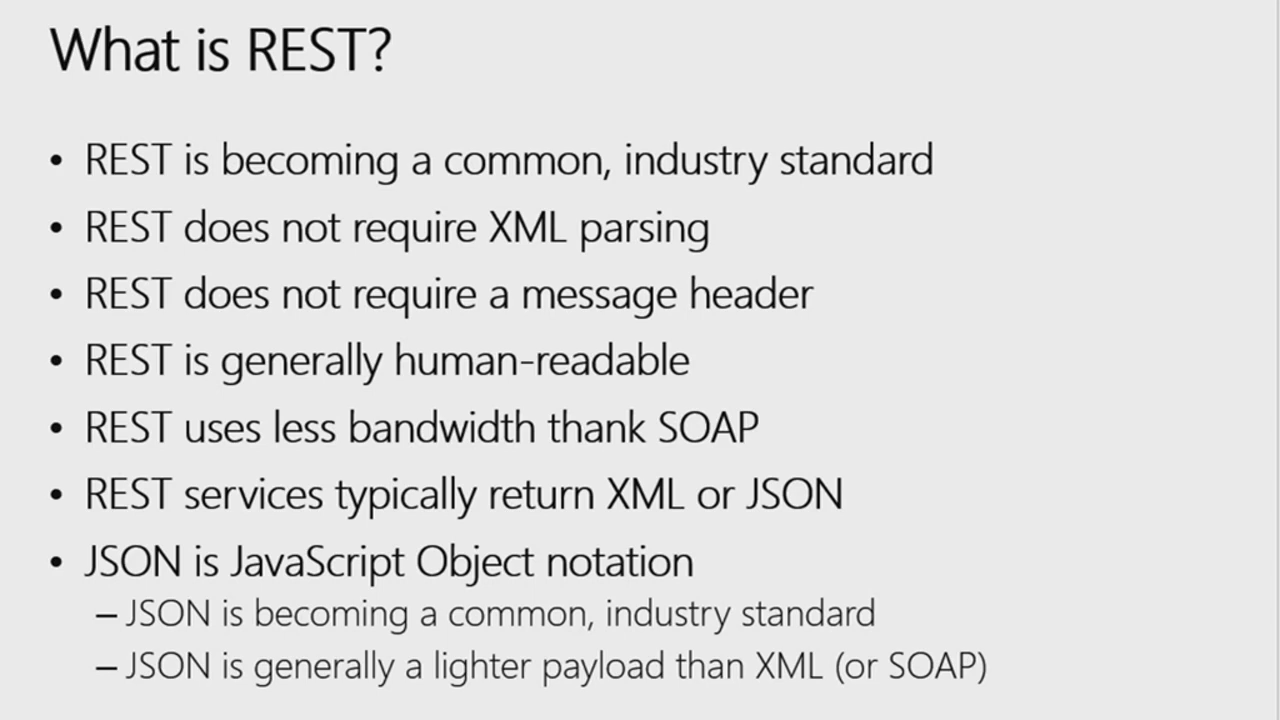 What is REST?
• REST is becoming a common, industry standard
• REST does not require XML parsing
• REST does not require a message header
• REST is generally human-readable
• REST uses less bandwidth thank SOAP
• REST services typically return XML or JSON
• JSON is JavaScript Object notation
– JSON is becoming a common, industry standard
– JSON is generally a lighter payload than XML (or SOAP)